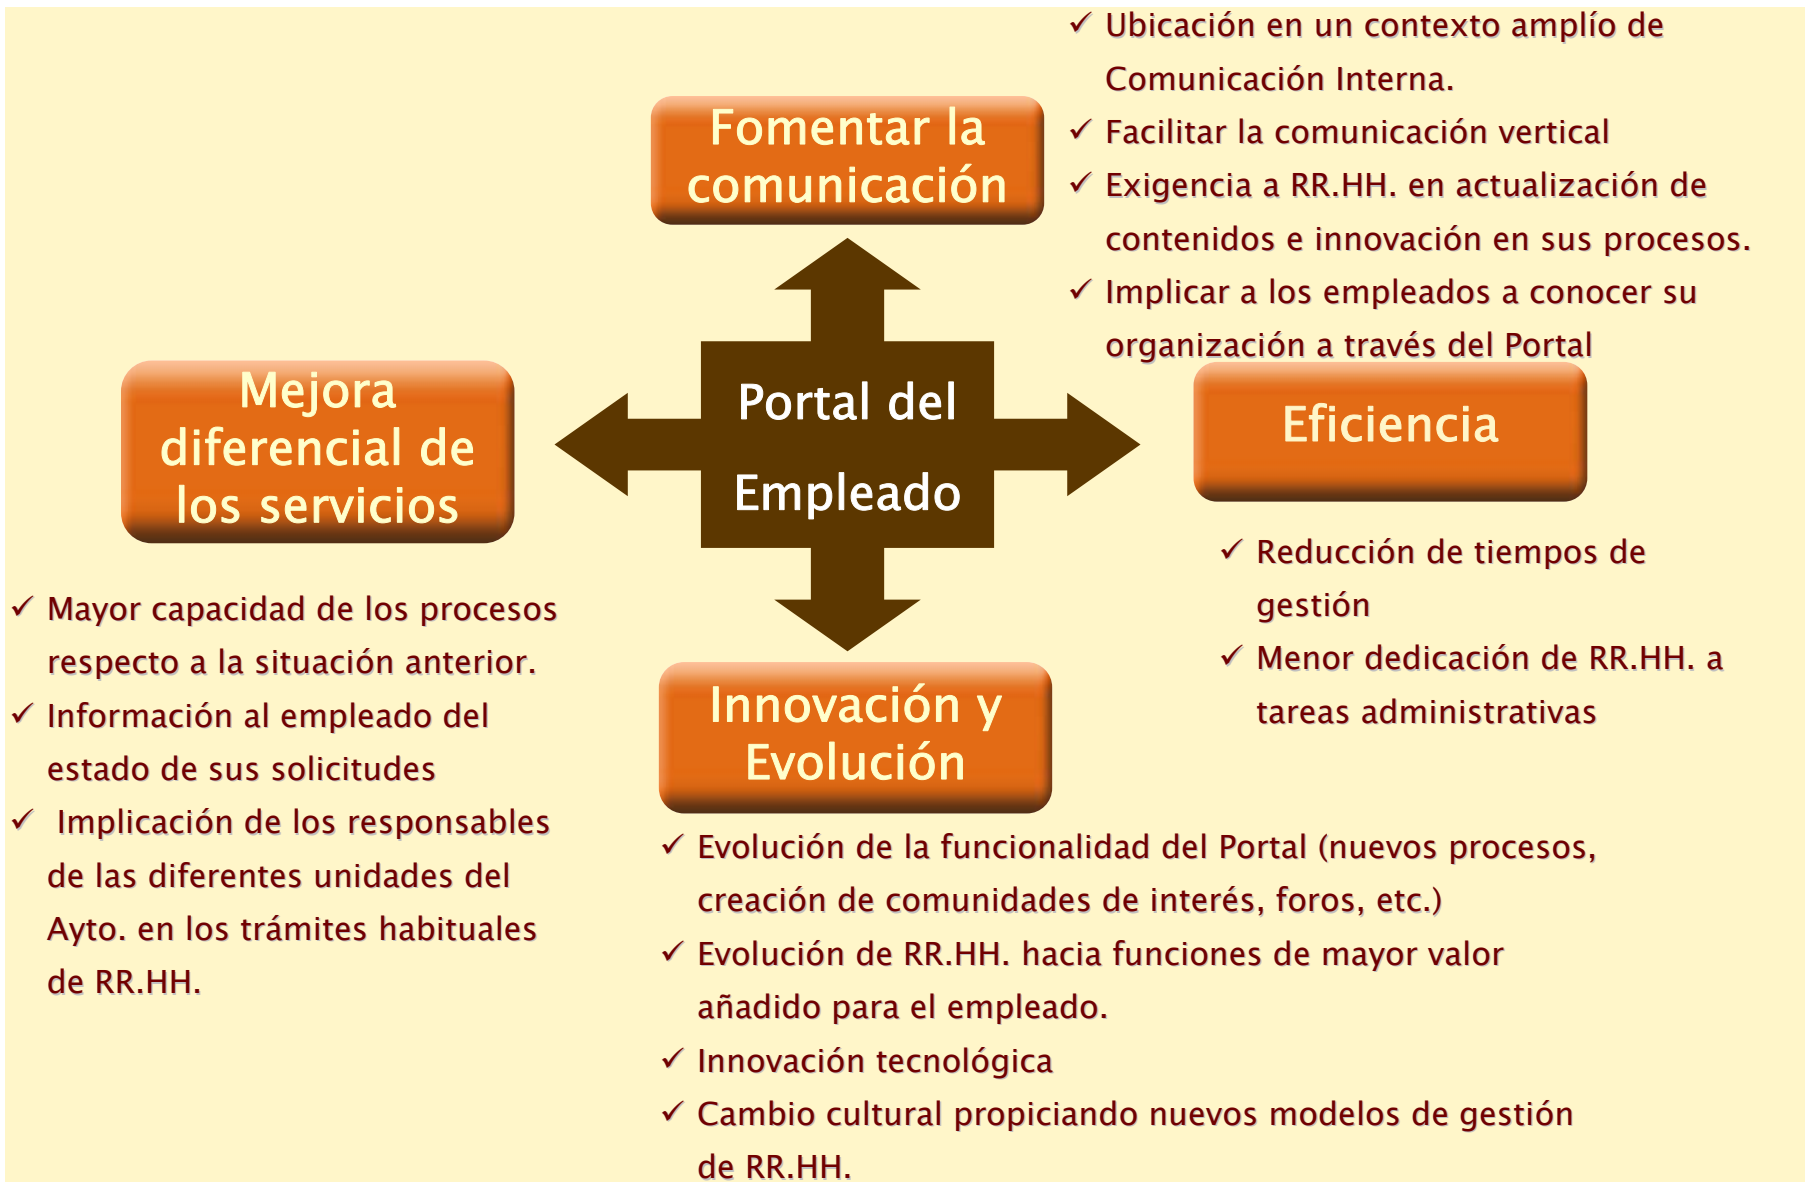 Fomentar la
comunicación
✓ Ubicación en un contexto amplío de
Comunicación Interna.
✓ Facilitar la comunicación vertical
✓ Exigencia a RR.HH. en actualización de
contenidos e innovación en sus procesos.
✓ Implicar a los empleados a conocer su
organización a través del Portal
Mejora
diferencial de
los servicios
Portal del
Empleado
Eficiencia
✓ Reducción de tiempos de
gestión
✓ Menor dedicación de RR.HH. a
tareas administrativas
✓ Mayor capacidad de los procesos
respecto a la situación anterior.
✓ Información al empleado del
estado de sus solicitudes
✓ Implicación de los responsables
de las diferentes unidades del
Ayto. en los trámites habituales
de RR.HH.
Innovación y
Evolución
✓ Evolución de la funcionalidad del Portal (nuevos procesos,
creación de comunidades de interés, foros, etc.)
✓ Evolución de RR.HH. hacia funciones de mayor valor
añadido para el empleado.
✓ Innovación tecnológica
✓ Cambio cultural propiciando nuevos modelos de gestión
de RR.HH.